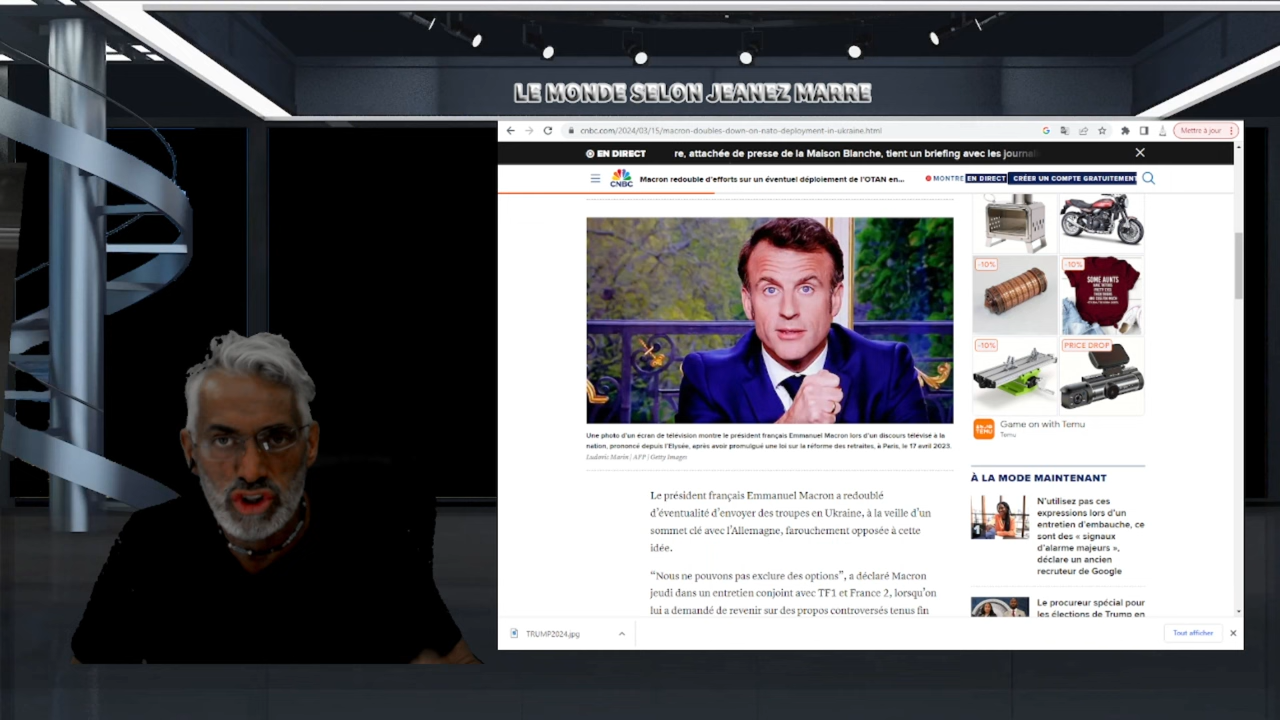 LE MONDE SELON JEANEZ MARRE
cnbc.com/2024/03/15/macron-doubles-down-on-nato-deployment-in-ukraine.html
Mettre à jour
EN DIRECT
re, attachée de presse de la Maison Blanche, tient un briefing avec les journa
CNBC
Macron redouble d'efforts sur un éventuel déploiement de l'OTAN en...
MONTRE EN DIRECT
CRÉER UN COMPTE GRATUITEMENT
Une photo d'un écran de télévision montre le président français Emmanuel Macron lors d'un discours télévisé à la
nation, prononcé depuis l'Elysée, après avoir promulgué une loi sur la réforme des retraites, à Paris, le 17 avril 2023.
Ludovic Marin | AFP | Getty Images
Le président français Emmanuel Macron a redoublé
d'éventualité d'envoyer des troupes en Ukraine, à la veille d'un
sommet clé avec l'Allemagne, farouchement opposée à cette
idée.
“Nous ne pouvons pas exclure des options”, a déclaré Macron
jeudi dans un entretien conjoint avec TF1 et France 2, lorsqu'on
lui a demandé de revenir sur des propos controversés tenus fin
-10%
-10%
SOME AUNTS
-10%
PRICE DROP
TEMU
Game on with Temu
Temu
À LA MODE MAINTENANT
1
N'utilisez pas ces
expressions lors d'un
entretien d'embauche, ce
sont des « signaux
d'alarme majeurs »,
déclare un ancien
recruteur de Google
Le procureur spécial pour
les élections de Trump en
TRUMP2024.jpg
Tout afficher